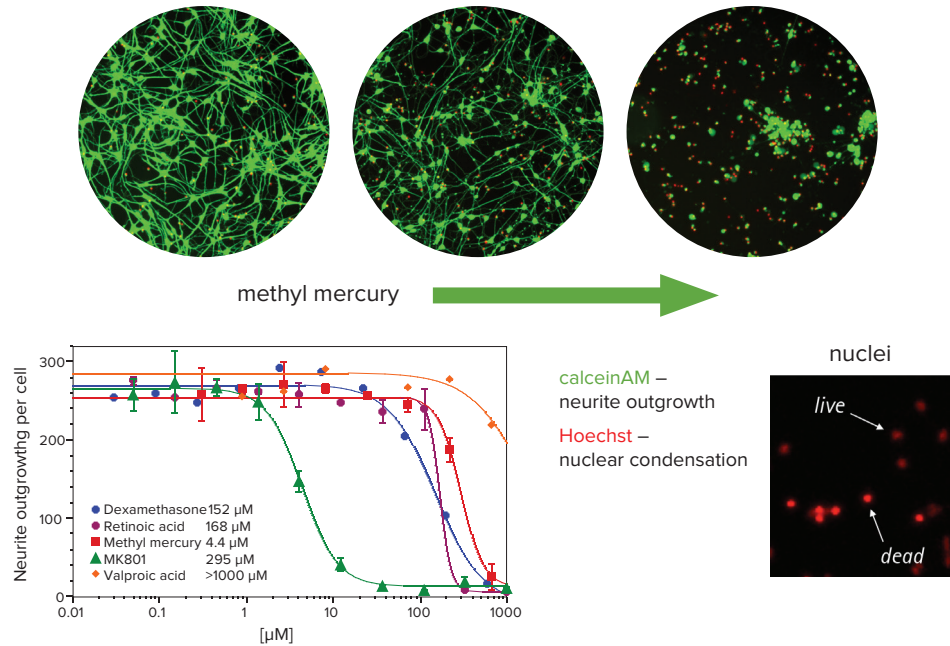 methyl mercury
300
200
100
0
Neurite outgrowthg per cell
Dexamethasone 152 μM
Retinoic acid 168 μM
Methyl mercury 4.4 μM
MK801 295 μM
Valproic acid >1000 μM
0.01 0.1 1 10 100 1000
[μM]
calceinAM –
neurite outgrowth
Hoechst –
nuclear condensation
nuclei
live
dead